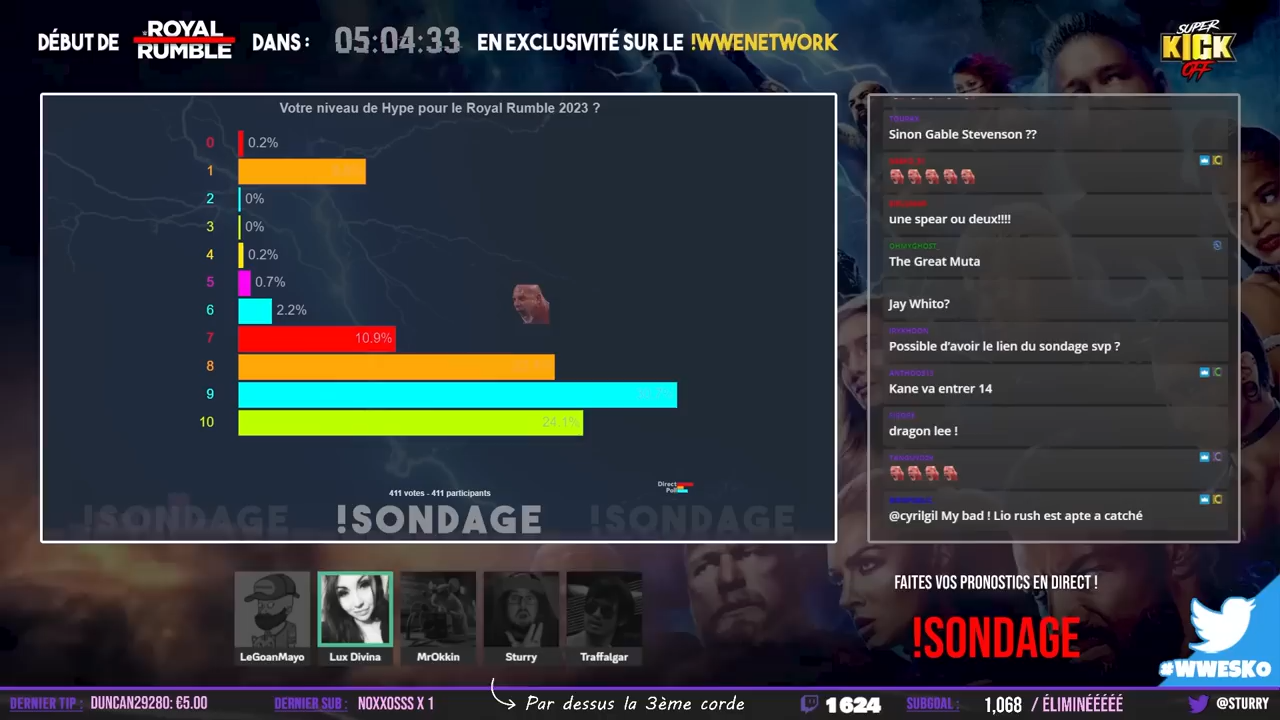 DÉBUT DE
ROYAL
RUMBLE
DANS :
05:04:33
EN EXCLUSIVITÉ SUR LE !WWENETWORK
SUPER
KICK
OFF
Votre niveau de Hype pour le Royal Rumble 2023 ?
0 0.2%
1
2 0%
3 0%
4 0.2%
5 0.7%
6 2.2%
7 10.9%
8
9
10 24.1%
411 votes - 411 participants
Direct
Poll
!SONDAGE !SONDAGE !SONDAGE
Sinon Gable Stevenson ??
une spear ou deux!!!!
OHMYGHOST_
The Great Muta
Jay Whito?
Possible d'avoir le lien du sondage svp ?
Kane va entrer 14
dragon lee !
@cyrilgil My bad ! Lio rush est apte a catché
LeGoanMayo
Lux Divina
MrOkkin
Sturry
Traffalgar
FAITES VOS PRONOSTICS EN DIRECT !
!SONDAGE
#WWESKO
DERNIER TIP : DUNCAN29280: €5.00
DERNIER SUB : NOXXOSSS X 1
Par dessus la 3ème corde
1624
SUBGOAL : 1,068 / ÉLIMINÉÉÉÉÉ
@STURRY